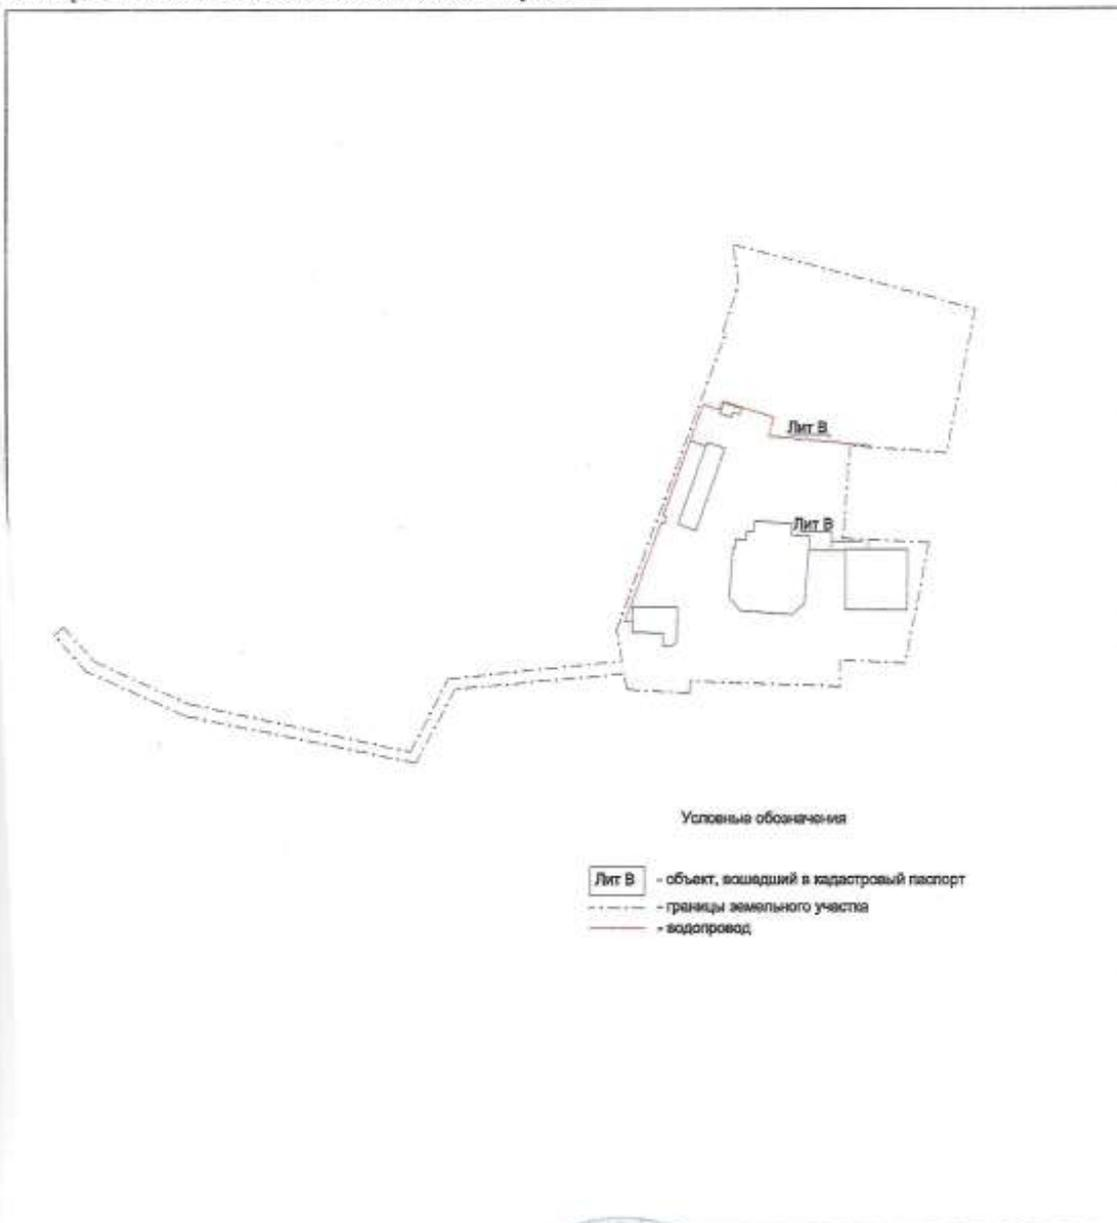 Лит В
Лит В
Условные обозначения
Лит В - объект, вошедший в кадастровый паспорт
- границы земельного участка
- водопровод